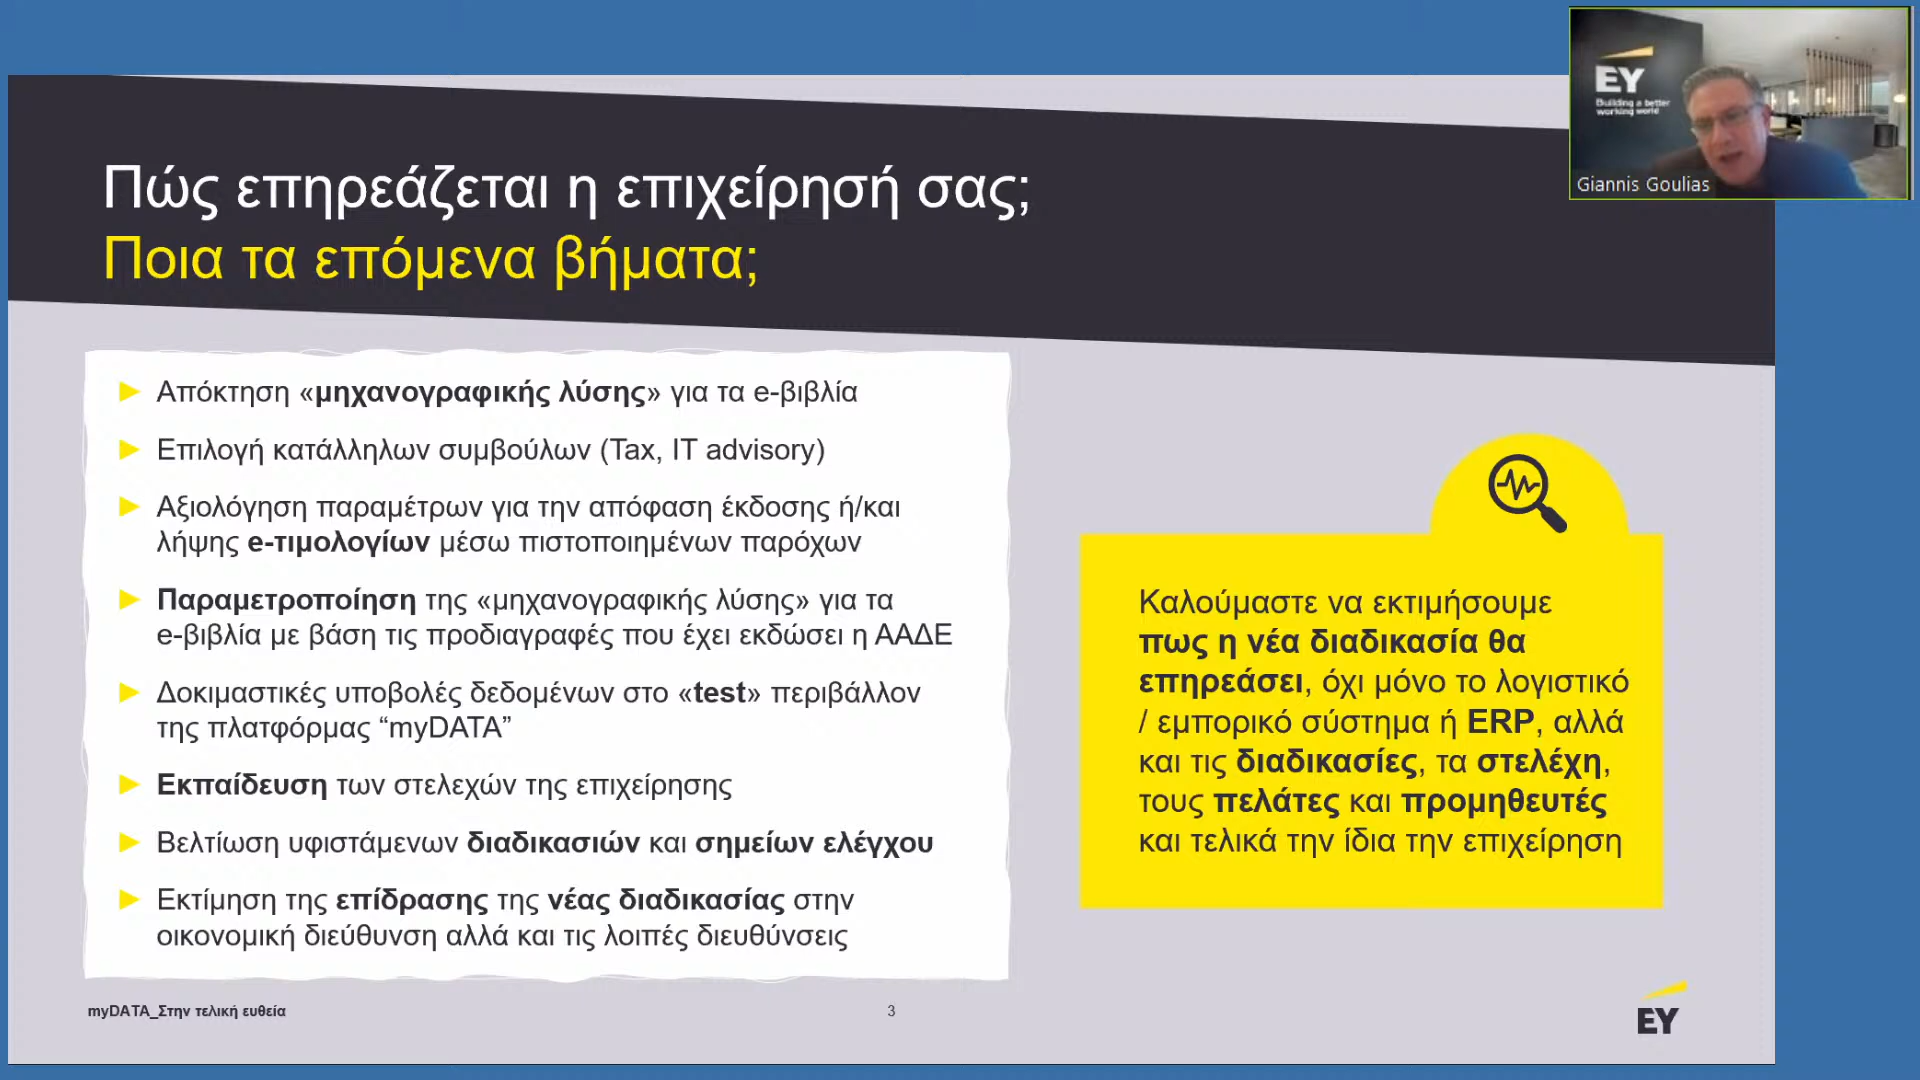 EY
Building a better
working world
Giannis Goulias
Πώς επηρεάζεται η επιχείρησή σας;
Ποια τα επόμενα βήματα;
Απόκτηση «μηχανογραφικής λύσης» για τα e-βιβλία
Επιλογή κατάλληλων συμβούλων (Tax, IT advisory)
Αξιολόγηση παραμέτρων για την απόφαση έκδοσης ή/και
λήψης e-τιμολογίων μέσω πιστοποιημένων παρόχων
Παραμετροποίηση της «μηχανογραφικής λύσης» για τα
e-βιβλία με βάση τις προδιαγραφές που έχει εκδώσει η ΑΑΔΕ
Δοκιμαστικές υποβολές δεδομένων στο «test» περιβάλλον
της πλατφόρμας “myDATA”
Εκπαίδευση των στελεχών της επιχείρησης
Βελτίωση υφιστάμενων διαδικασιών και σημείων ελέγχου
Εκτίμηση της επίδρασης της νέας διαδικασίας στην
οικονομική διεύθυνση αλλά και τις λοιπές διευθύνσεις
Καλούμαστε να εκτιμήσουμε
πως η νέα διαδικασία θα
επηρεάσει, όχι μόνο το λογιστικό
/ εμπορικό σύστημα ή ERP, αλλά
και τις διαδικασίες, τα στελέχη,
τους πελάτες και προμηθευτές
και τελικά την ίδια την επιχείρηση
myDATA_Στην τελική ευθεία
3
EY